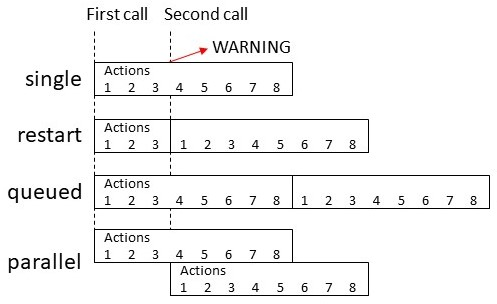 First call Second call
WARNING
single
Actions
1 2 3 4 5 6 7 8
restart
Actions
1 2 3 1 2 3 4 5 6 7 8
queued
Actions
1 2 3 4 5 6 7 8 1 2 3 4 5 6 7 8
parallel
Actions
1 2 3 4 5 6 7 8
Actions
1 2 3 4 5 6 7 8